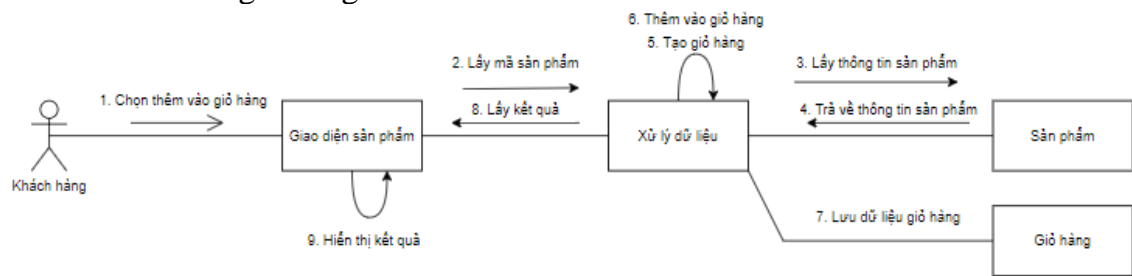 6. Thêm vào giỏ hàng
5. Tạo giỏ hàng
2. Lấy mã sản phẩm
3. Lấy thông tin sản phẩm
1. Chọn thêm vào giỏ hàng
8. Lấy kết quả
4. Trả về thông tin sản phẩm
Giao diện sản phẩm
Xử lý dữ liệu
Sản phẩm
Khách hàng
7. Lưu dữ liệu giỏ hàng
9. Hiển thị kết quả
Giỏ hàng